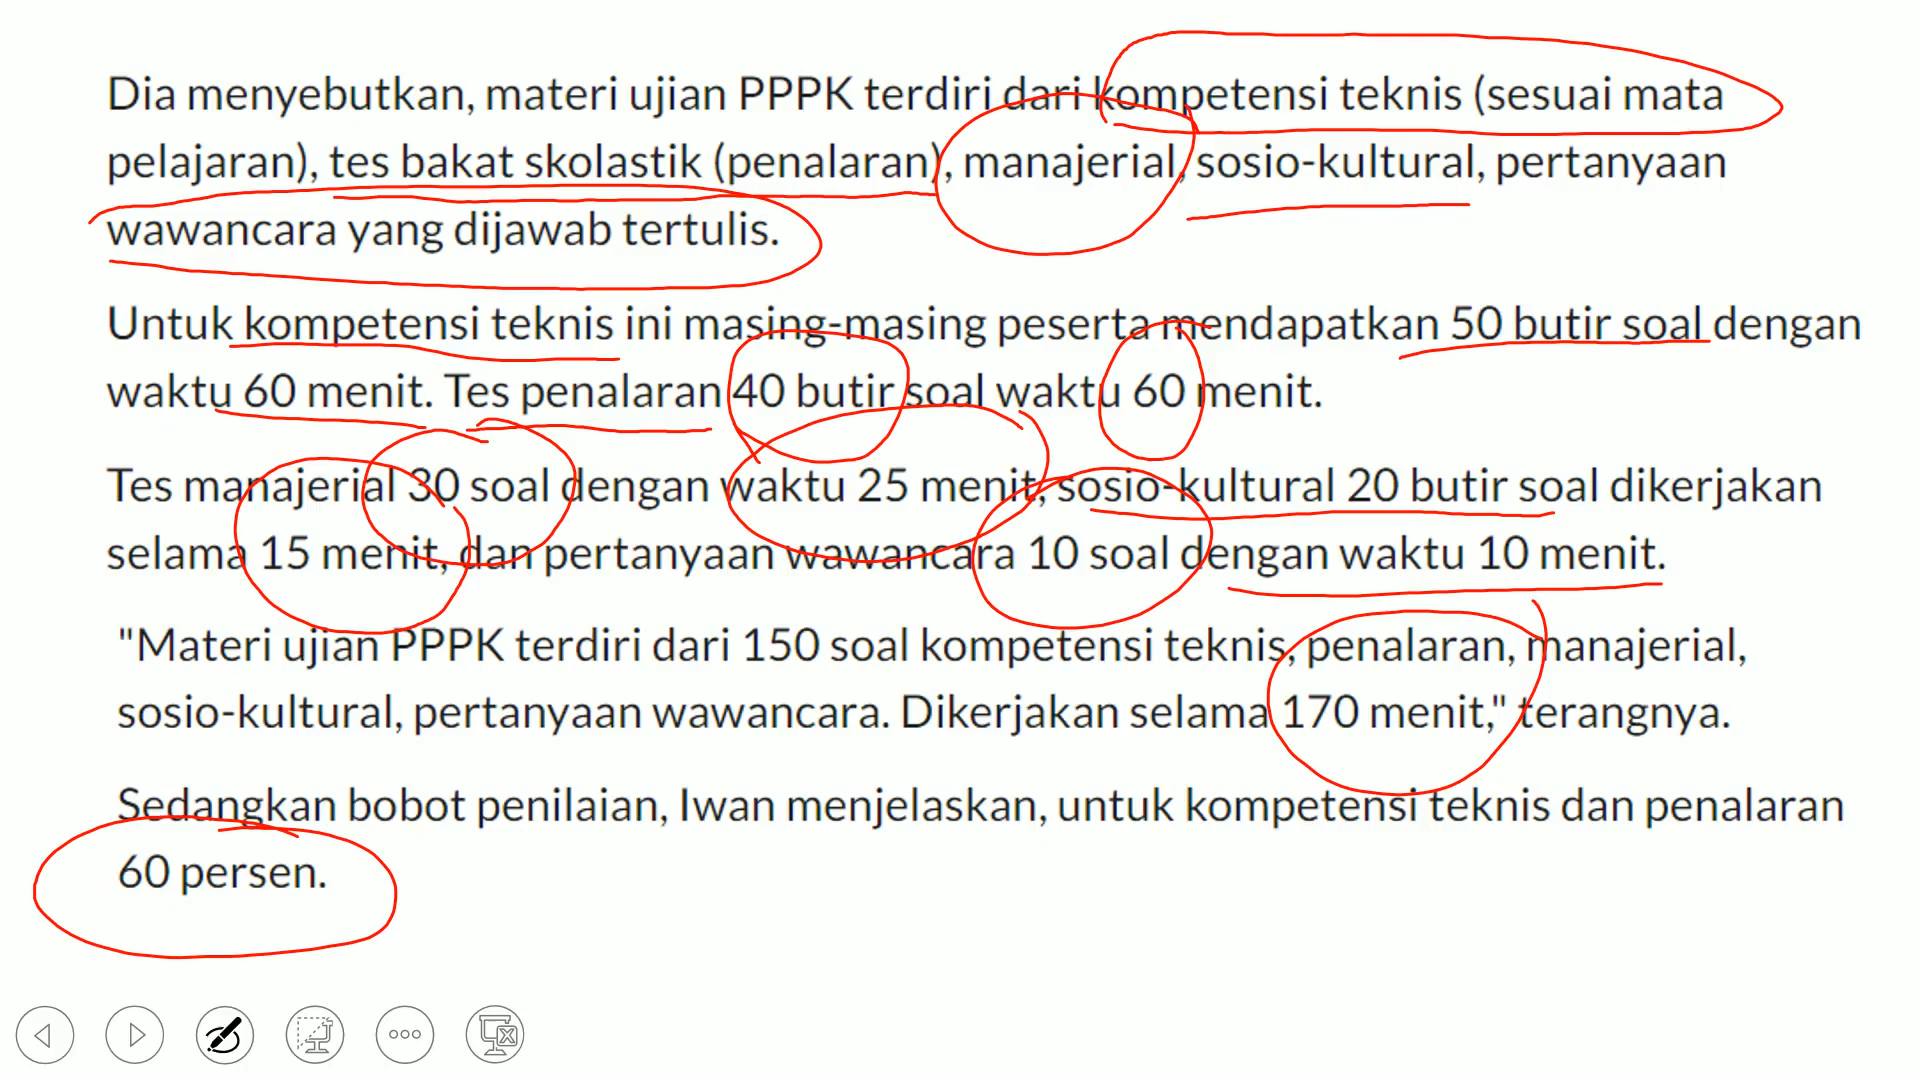 Dia menyebutkan, materi ujian PPPK terdiri dari kompetensi teknis (sesuai mata
pelajaran), tes bakat skolastik (penalaran), manajerial, sosio-kultural, pertanyaan
wawancara yang dijawab tertulis.
Untuk kompetensi teknis ini masing-masing peserta mendapatkan 50 butir soal dengan
waktu 60 menit. Tes penalaran 40 butir soal waktu 60 menit.
Tes manajerial 30 soal dengan waktu 25 menit, sosio-kultural 20 butir soal dikerjakan
selama 15 menit, dan pertanyaan wawancara 10 soal dengan waktu 10 menit.
"Materi ujian PPPK terdiri dari 150 soal kompetensi teknis, penalaran, manajerial,
sosio-kultural, pertanyaan wawancara. Dikerjakan selama 170 menit," terangnya.
Sedangkan bobot penilaian, Iwan menjelaskan, untuk kompetensi teknis dan penalaran
60 persen.